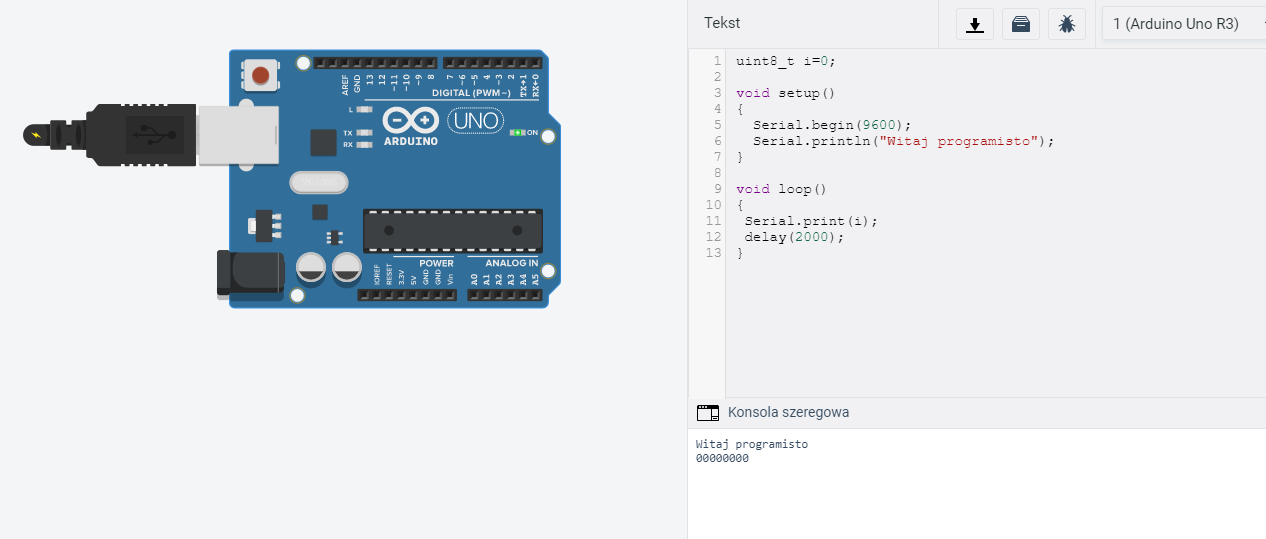 Tekst
1 (Arduino Uno R3)
AREF
GND
13
12
~11
~10
~9
8
7
~6
~5
4
~3
2
TX→1
RX←0
DIGITAL (PWM~)
L
TX
RX
ARDUINO
UNO
ON
POWER
ANALOG IN
IOREF
RESET
3.3V
5V
GND
GND
Vin
A0
A1
A2
A3
A4
A5
1 uint8_t i=0;
2
3 void setup()
4 {
5 Serial.begin(9600);
6 Serial.println("Witaj programisto");
7 }
8
9 void loop()
10 {
11 Serial.print(i);
12 delay(2000);
13 }
Konsola szeregowa
Witaj programisto
00000000